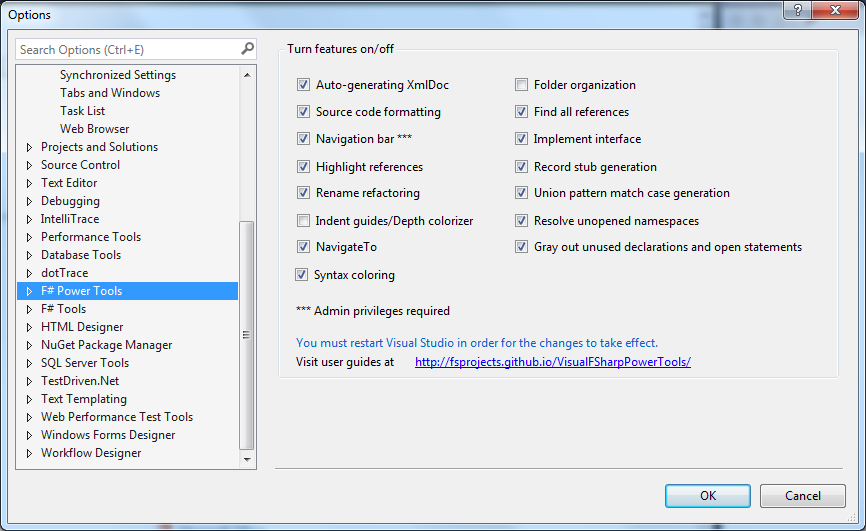 Options
Search Options (Ctrl+E)
Synchronized Settings
Tabs and Windows
Task List
Web Browser
Projects and Solutions
Source Control
Text Editor
Debugging
IntelliTrace
Performance Tools
Database Tools
dotTrace
F# Power Tools
F# Tools
HTML Designer
NuGet Package Manager
SQL Server Tools
TestDriven.Net
Text Templating
Web Performance Test Tools
Windows Forms Designer
Workflow Designer
Turn features on/off
Auto-generating XmlDoc
Source code formatting
Navigation bar ***
Highlight references
Rename refactoring
Indent guides/Depth colorizer
NavigateTo
Syntax coloring
Folder organization
Find all references
Implement interface
Record stub generation
Union pattern match case generation
Resolve unopened namespaces
Gray out unused declarations and open statements
*** Admin privileges required
You must restart Visual Studio in order for the changes to take effect.
Visit user guides at http://fsprojects.github.io/VisualFSharpPowerTools/
OK
Cancel